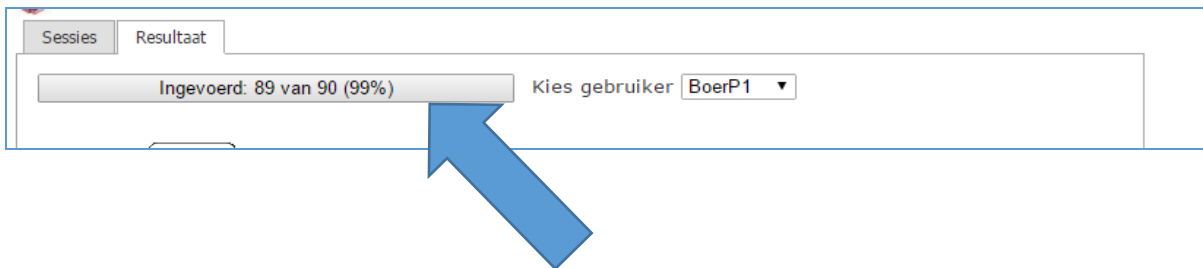 Sessies Resultaat
Ingevoerd: 89 van 90 (99%) Kies gebruiker BoerP1